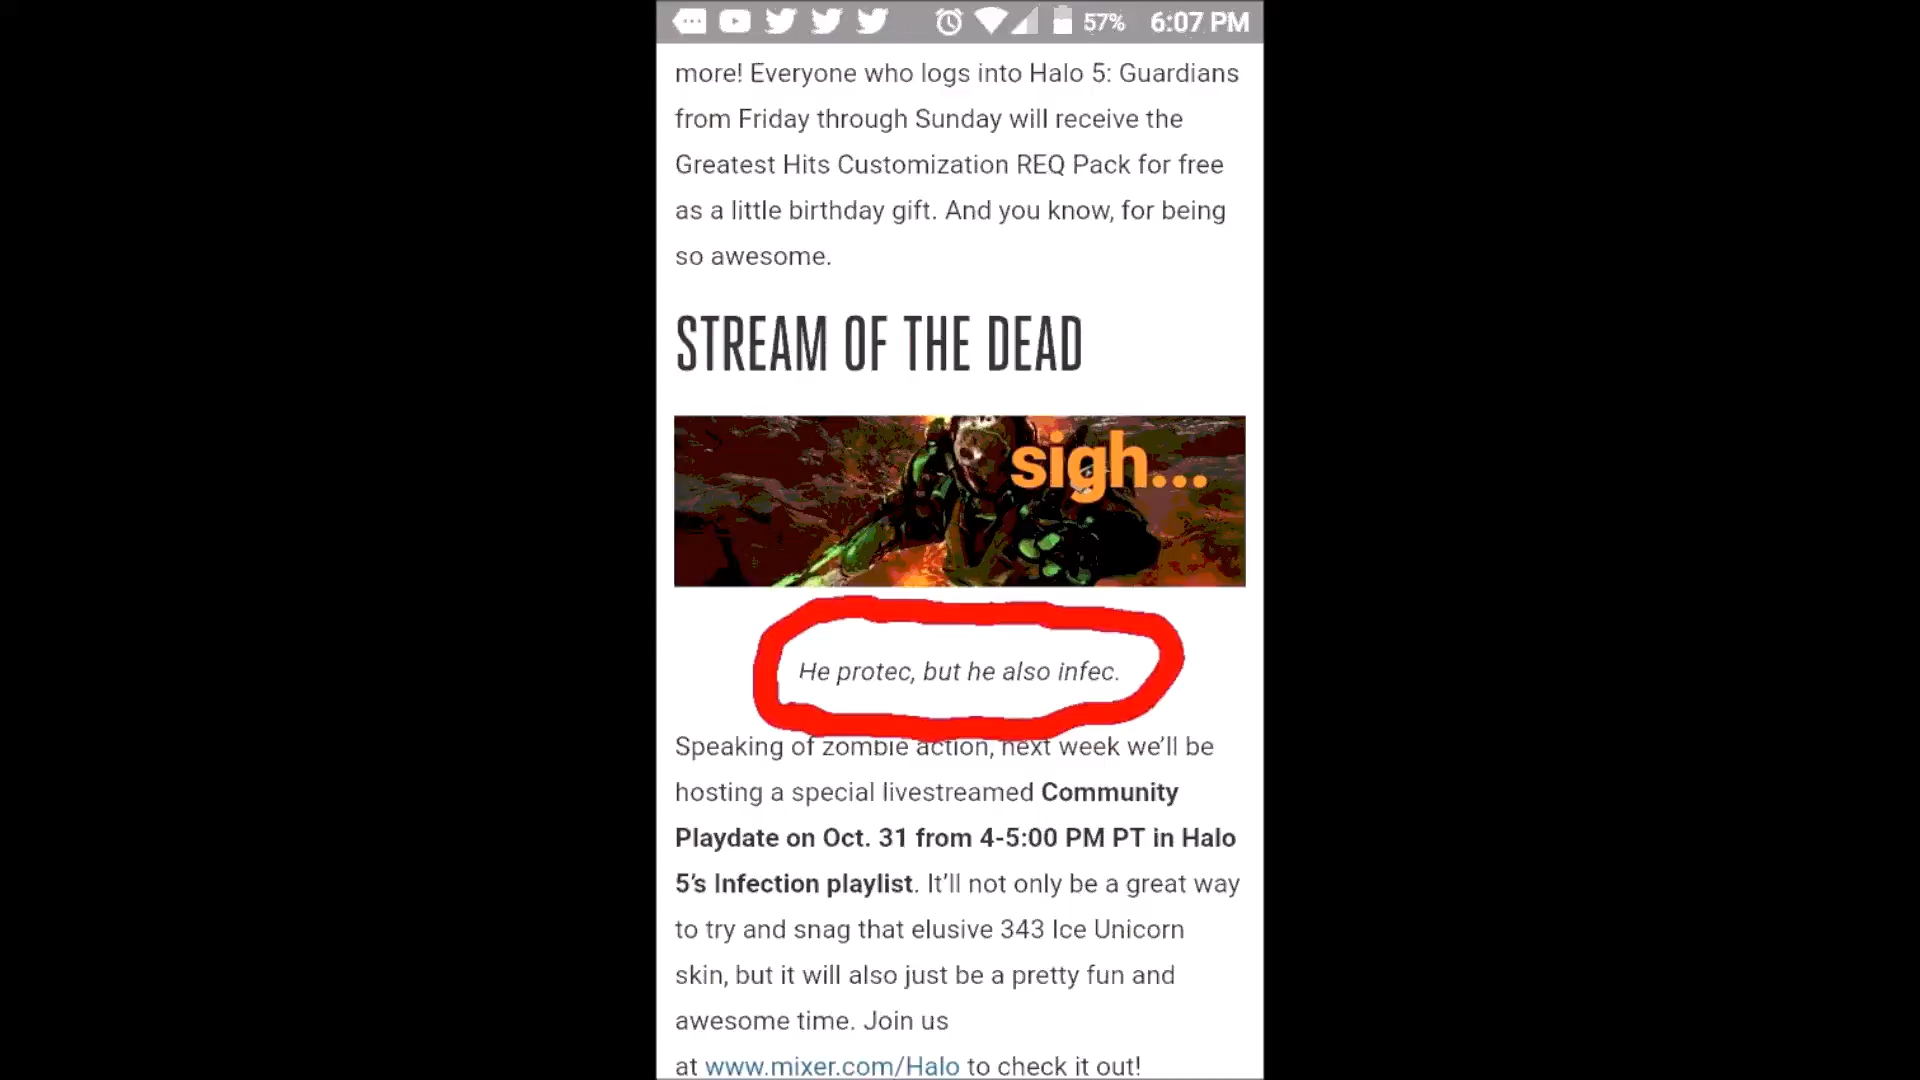 57% 6:07 PM
more! Everyone who logs into Halo 5: Guardians
from Friday through Sunday will receive the
Greatest Hits Customization REQ Pack for free
as a little birthday gift. And you know, for being
so awesome.
STREAM OF THE DEAD
sigh...
He protec, but he also infec.
Speaking of zombie action, next week we’ll be
hosting a special livestreamed Community
Playdate on Oct. 31 from 4-5:00 PM PT in Halo
5’s Infection playlist. It’ll not only be a great way
to try and snag that elusive 343 Ice Unicorn
skin, but it will also just be a pretty fun and
awesome time. Join us
at www.mixer.com/Halo to check it out!